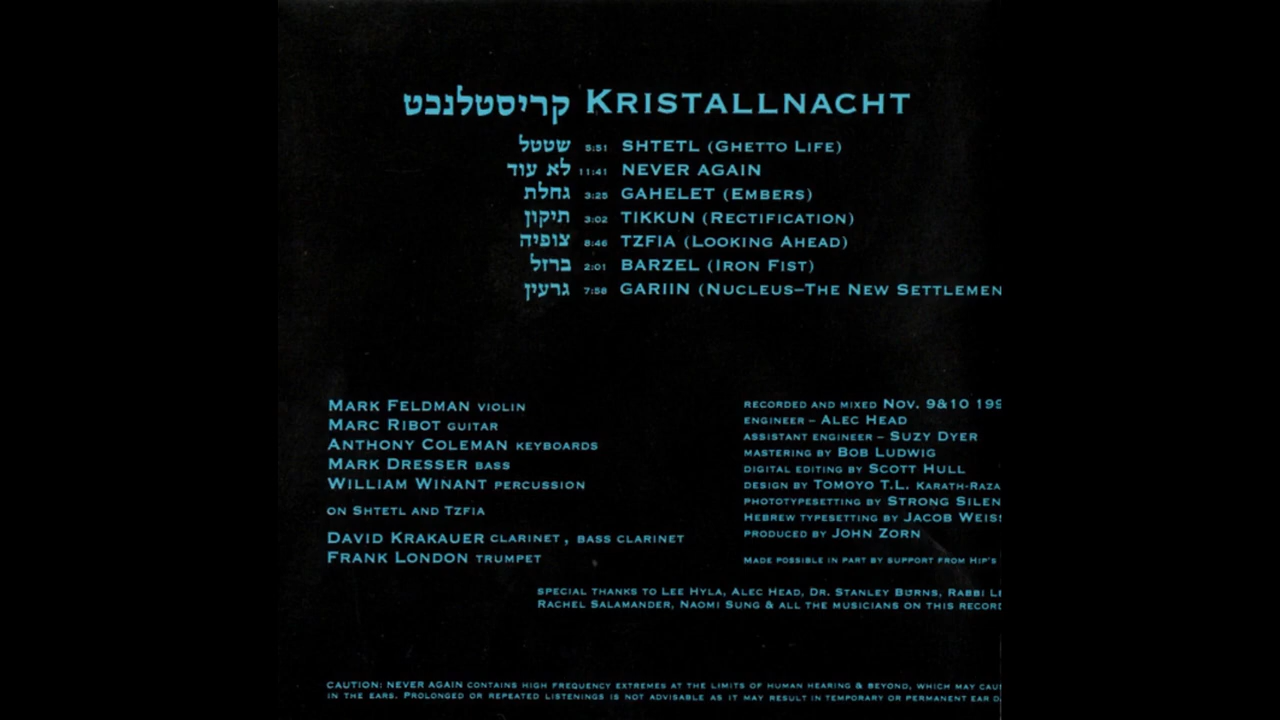 קריסטלנכט KRISTALLNACHT
שטטל 5:51 SHTETL (GHETTO LIFE)
לא עוד 11:41 NEVER AGAIN
גחלת 3:25 GAHELET (EMBERS)
תיקון 3:02 TIKKUN (RECTIFICATION)
צופיה 8:46 TZFIA (LOOKING AHEAD)
ברזל 2:01 BARZEL (IRON FIST)
גרעין 7:58 GARIIN (NUCLEUS–THE NEW SETTLEMEN
MARK FELDMAN VIOLIN
MARC RIBOT GUITAR
ANTHONY COLEMAN KEYBOARDS
MARK DRESSER BASS
WILLIAM WINANT PERCUSSION
ON SHTETL AND TZFIA
DAVID KRAKAUER CLARINET, BASS CLARINET
FRANK LONDON TRUMPET
RECORDED AND MIXED NOV. 9&10 199
ENGINEER – ALEC HEAD
ASSISTANT ENGINEER – SUZY DYER
MASTERING BY BOB LUDWIG
DIGITAL EDITING BY SCOTT HULL
DESIGN BY TOMOYO T.L. KARATH-RAZA
PHOTOTYPESETTING BY STRONG SILEN
HEBREW TYPESETTING BY JACOB WEIS
PRODUCED BY JOHN ZORN
MADE POSSIBLE IN PART BY SUPPORT FROM HIP'S
SPECIAL THANKS TO LEE HYLA, ALEC HEAD, DR. STANLEY BURNS, RABBI LE
RACHEL SALAMANDER, NAOMI SUNG & ALL THE MUSICIANS ON THIS RECORD
CAUTION: NEVER AGAIN CONTAINS HIGH FREQUENCY EXTREMES AT THE LIMITS OF HUMAN HEARING & BEYOND, WHICH MAY CAU
IN THE EARS. PROLONGED OR REPEATED LISTENINGS IS NOT ADVISABLE AS IT MAY RESULT IN TEMPORARY OR PERMANENT EAR D